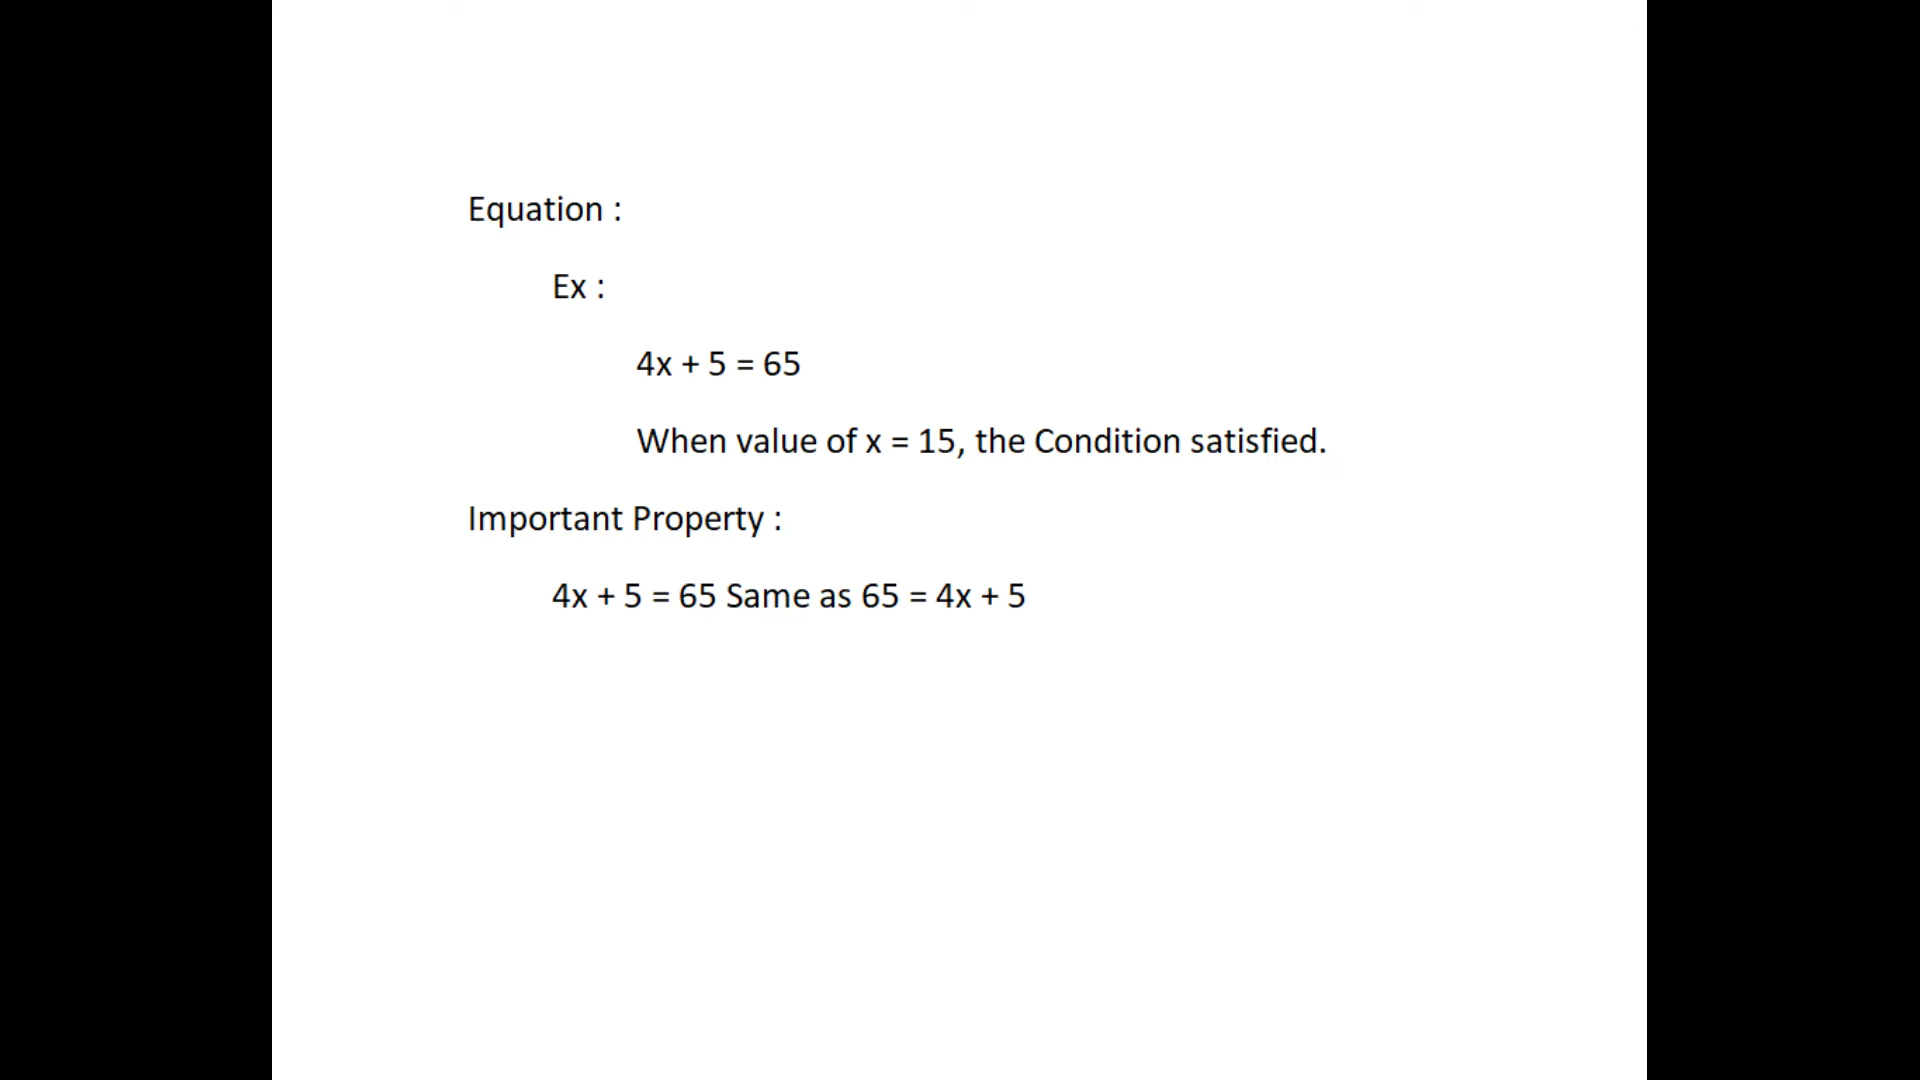 Equation :
Ex :
4x + 5 = 65
When value of x = 15, the Condition satisfied.
Important Property :
4x + 5 = 65 Same as 65 = 4x + 5